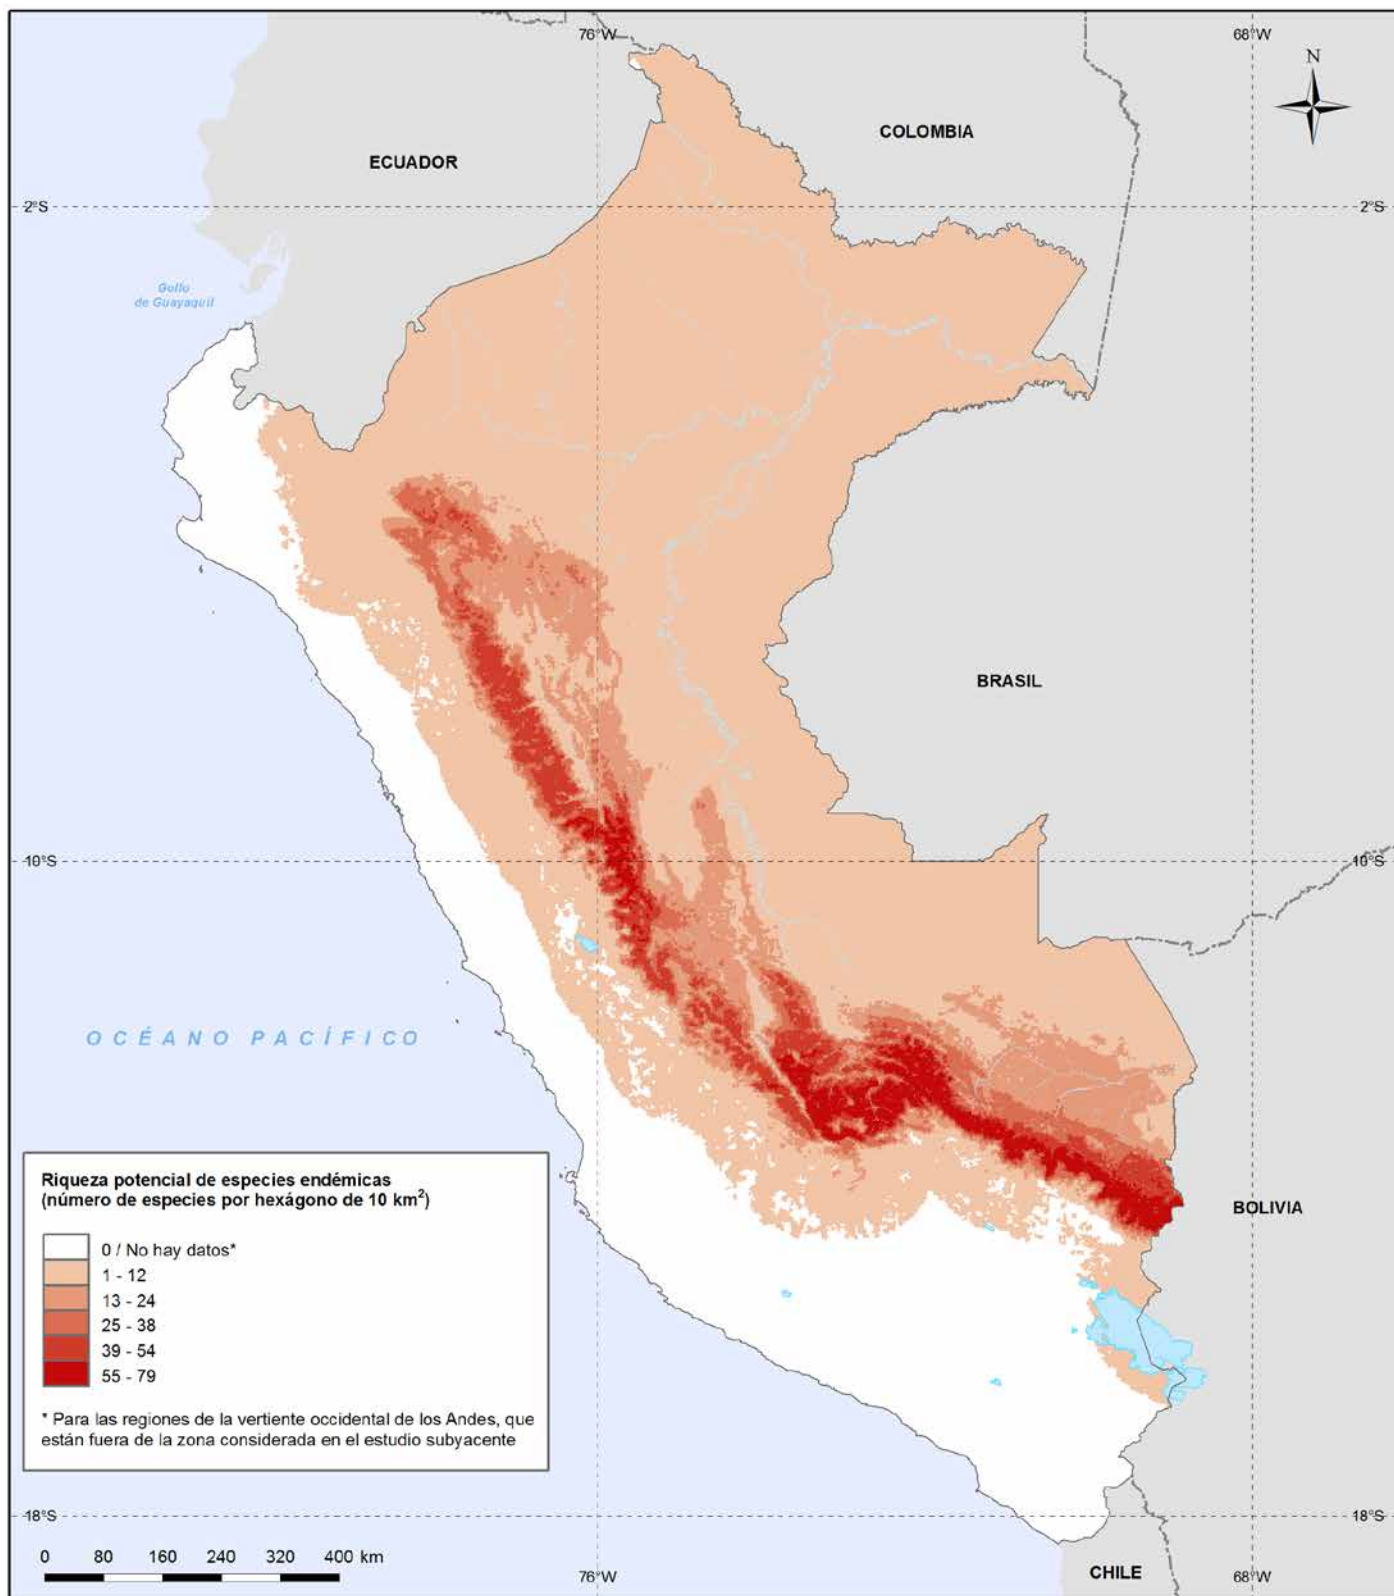 76°W
68°W
N
COLOMBIA
ECUADOR
2°S
2°S
Golfo
de Guayaquil
BRASIL
10°S
10°S
OCÉANO PACÍFICO
BOLIVIA
Riqueza potencial de especies endémicas
(número de especies por hexágono de 10 km²)
0 / No hay datos*
1 - 12
13 - 24
25 - 38
39 - 54
55 - 79
* Para las regiones de la vertiente occidental de los Andes, que
están fuera de la zona considerada en el estudio subyacente
18°S
18°S
0 80 160 240 320 400 km
76°W
CHILE
68°W